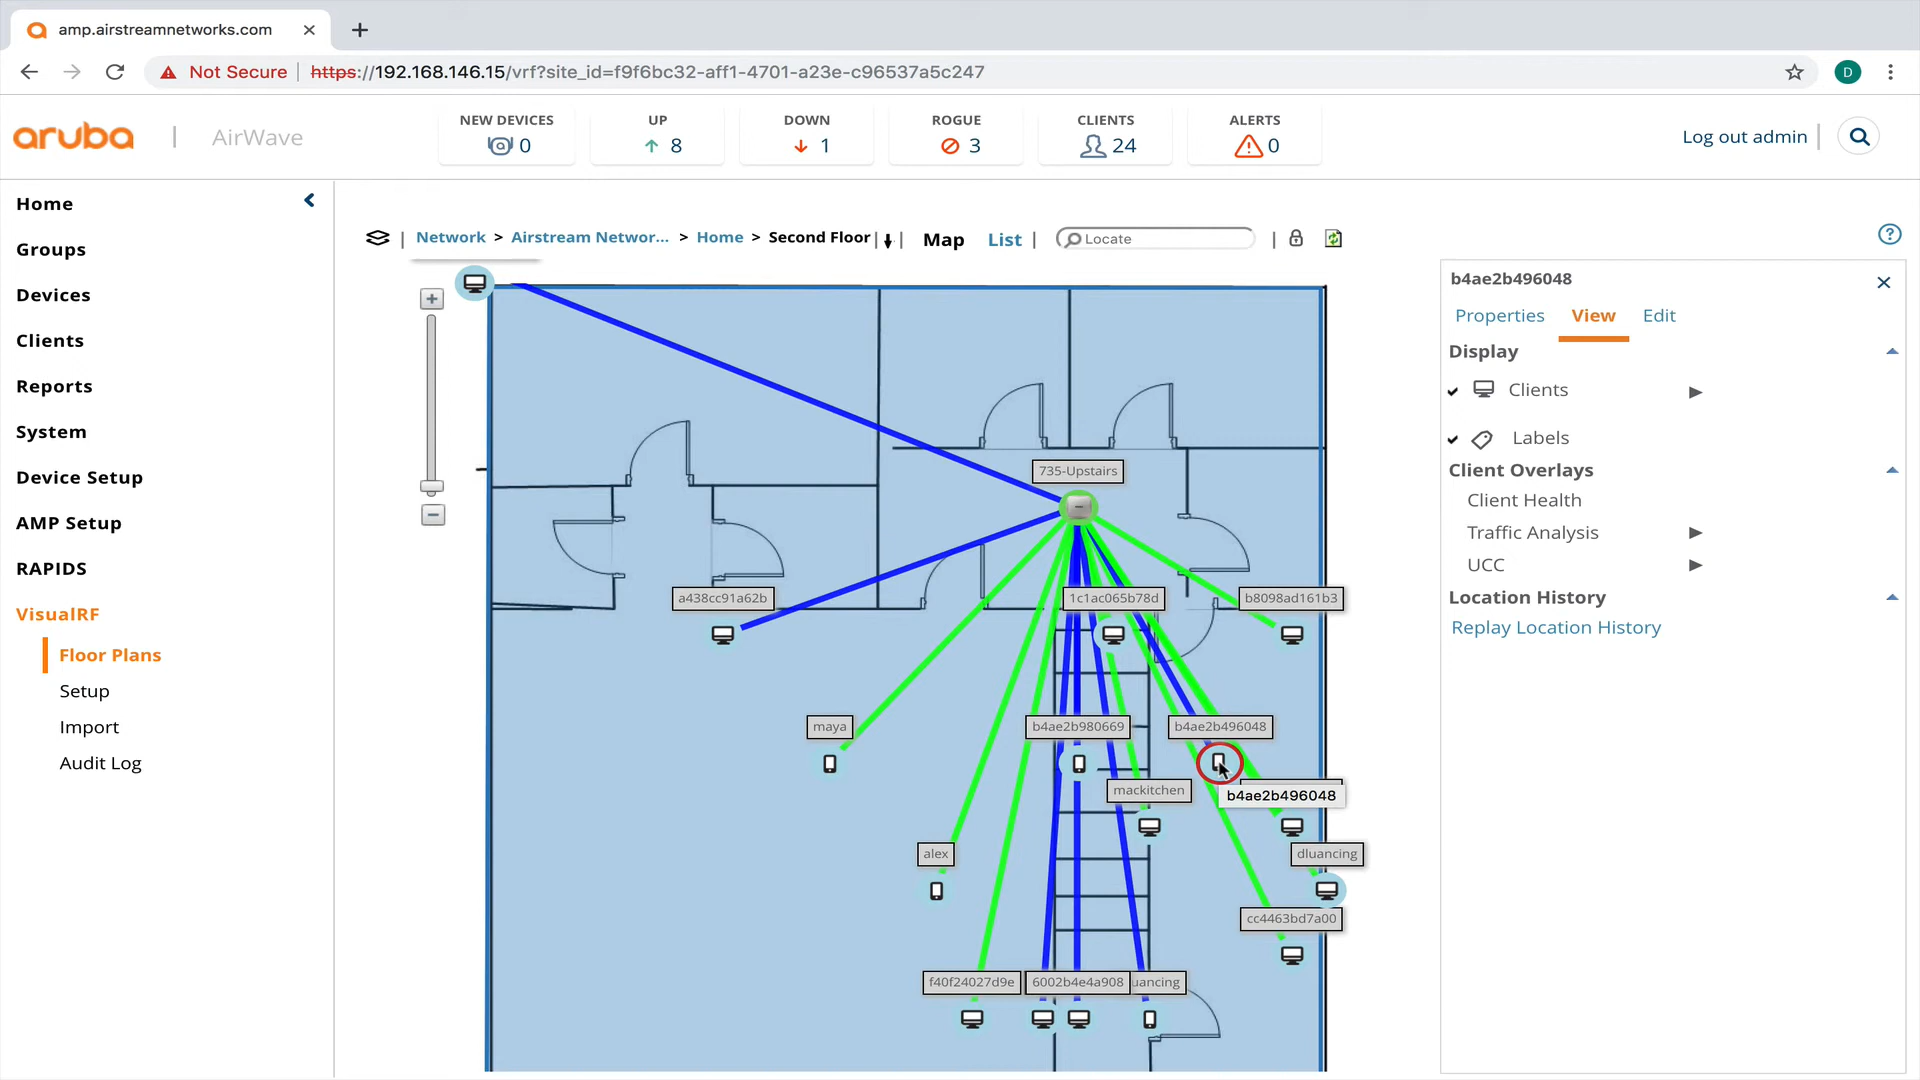 amp.airstreamnetworks.com
Not Secure | https://192.168.146.15/vrf?site_id=f9f6bc32-aff1-4701-a23e-c96537a5c247
D
aruba | AirWave
NEW DEVICES
0
UP
8
DOWN
1
ROGUE
3
CLIENTS
24
ALERTS
0
Log out admin
Home
Groups
Devices
Clients
Reports
System
Device Setup
AMP Setup
RAPIDS
VisualRF
Floor Plans
Setup
Import
Audit Log
Network > Airstream Networ... > Home > Second Floor
Map
List
Locate
735-Upstairs
a438cc91a62b
1c1ac065b78d
b8098ad161b3
maya
b4ae2b980669
b4ae2b496048
b4ae2b496048
mackitchen
alex
dluancing
cc4463bd7a00
f40f24027d9e
6002b4e4a908
uancing
b4ae2b496048
Properties
View
Edit
Display
Clients
Labels
Client Overlays
Client Health
Traffic Analysis
UCC
Location History
Replay Location History